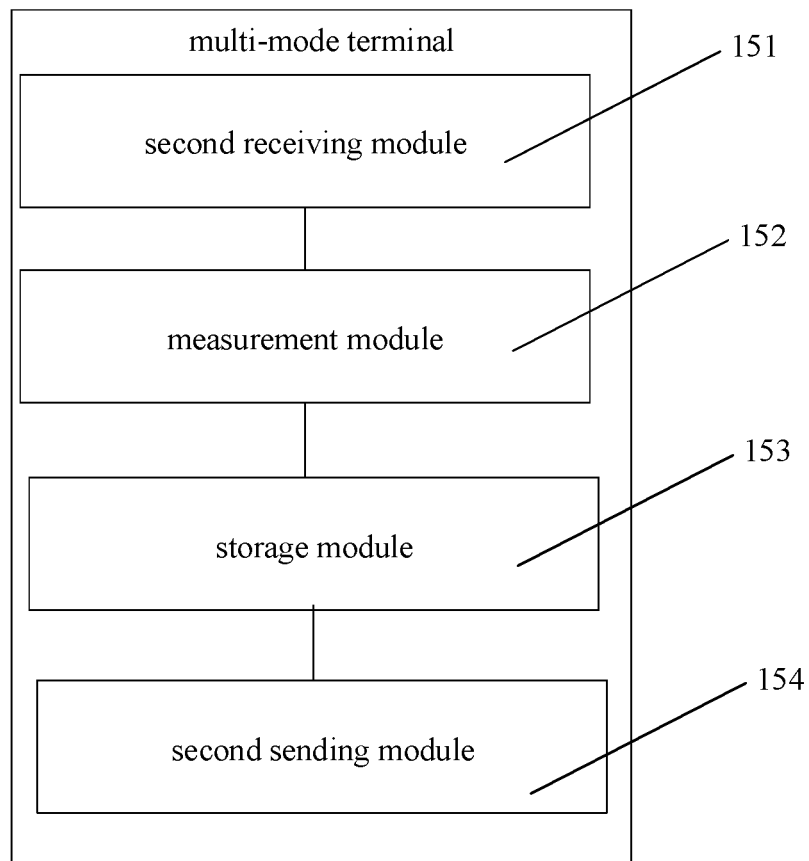 multi-mode terminal
151
second receiving module
152
measurement module
153
storage module
154
second sending module